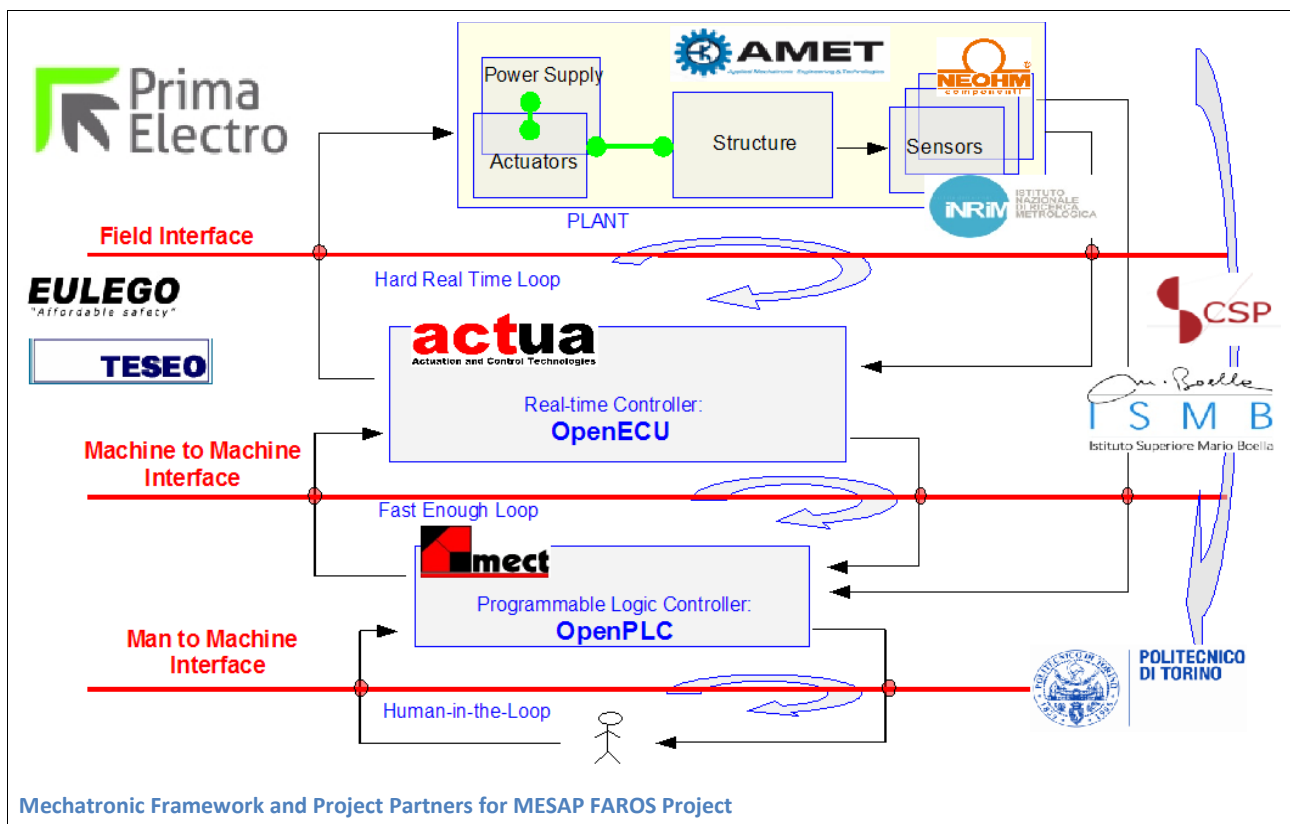 Prima
Electro
AMET
Applied Mechatronic Engineering & Technologies
NEOHM
componenti
Power Supply
Actuators
Structure
Sensors
INRIM
ISTITUTO
NAZIONALE
DI RICERCA
METROLOGICA
PLANT
Field Interface
Hard Real Time Loop
EULEGO
"Affordable safety"
TESEO
actua
Actuation and Control Technologies
CSP
Real-time Controller:
OpenECU
m. Boella
I S M B
Istituto Superiore Mario Boella
Machine to Machine
Interface
Fast Enough Loop
mect
Programmable Logic Controller:
OpenPLC
Man to Machine
Interface
Human-in-the-Loop
POLITECNICO
DI TORINO
Mechatronic Framework and Project Partners for MESAP FAROS Project